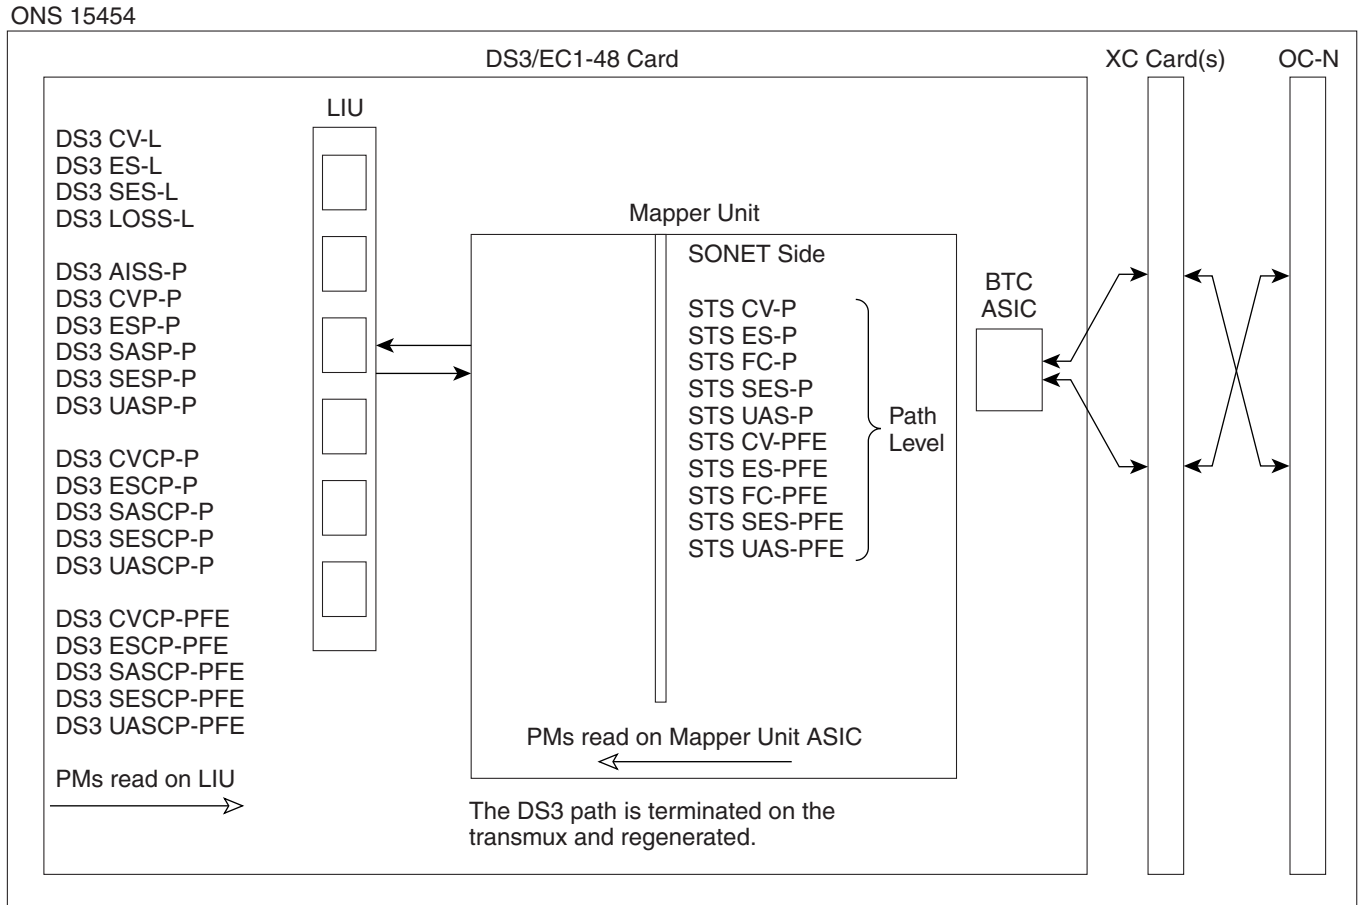 ONS 15454
DS3/EC1-48 Card
XC Card(s)
OC-N
LIU
DS3 CV-L
DS3 ES-L
DS3 SES-L
DS3 LOSS-L
DS3 AISS-P
DS3 CVP-P
DS3 ESP-P
DS3 SASP-P
DS3 SESP-P
DS3 UASP-P
DS3 CVCP-P
DS3 ESCP-P
DS3 SASCP-P
DS3 SESCP-P
DS3 UASCP-P
DS3 CVCP-PFE
DS3 ESCP-PFE
DS3 SASCP-PFE
DS3 SESCP-PFE
DS3 UASCP-PFE
PMs read on LIU
Mapper Unit
SONET Side
STS CV-P
STS ES-P
STS FC-P
STS SES-P
STS UAS-P
STS CV-PFE
STS ES-PFE
STS FC-PFE
STS SES-PFE
STS UAS-PFE
Path
Level
PMs read on Mapper Unit ASIC
The DS3 path is terminated on the
transmux and regenerated.
BTC
ASIC